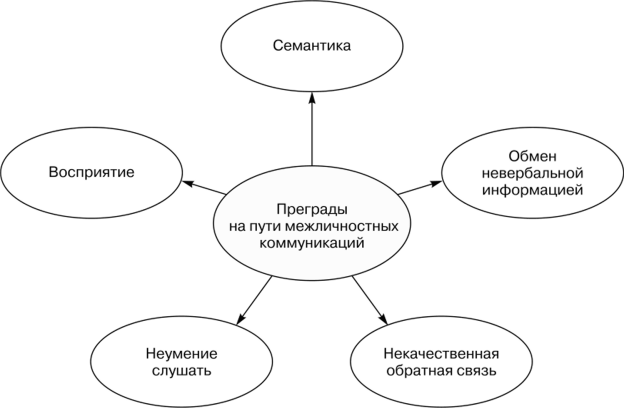 Семантика
Восприятие
Обмен
невербальной
информацией
Преграды
на пути межличностных
коммуникаций
Неумение
слушать
Некачественная
обратная связь